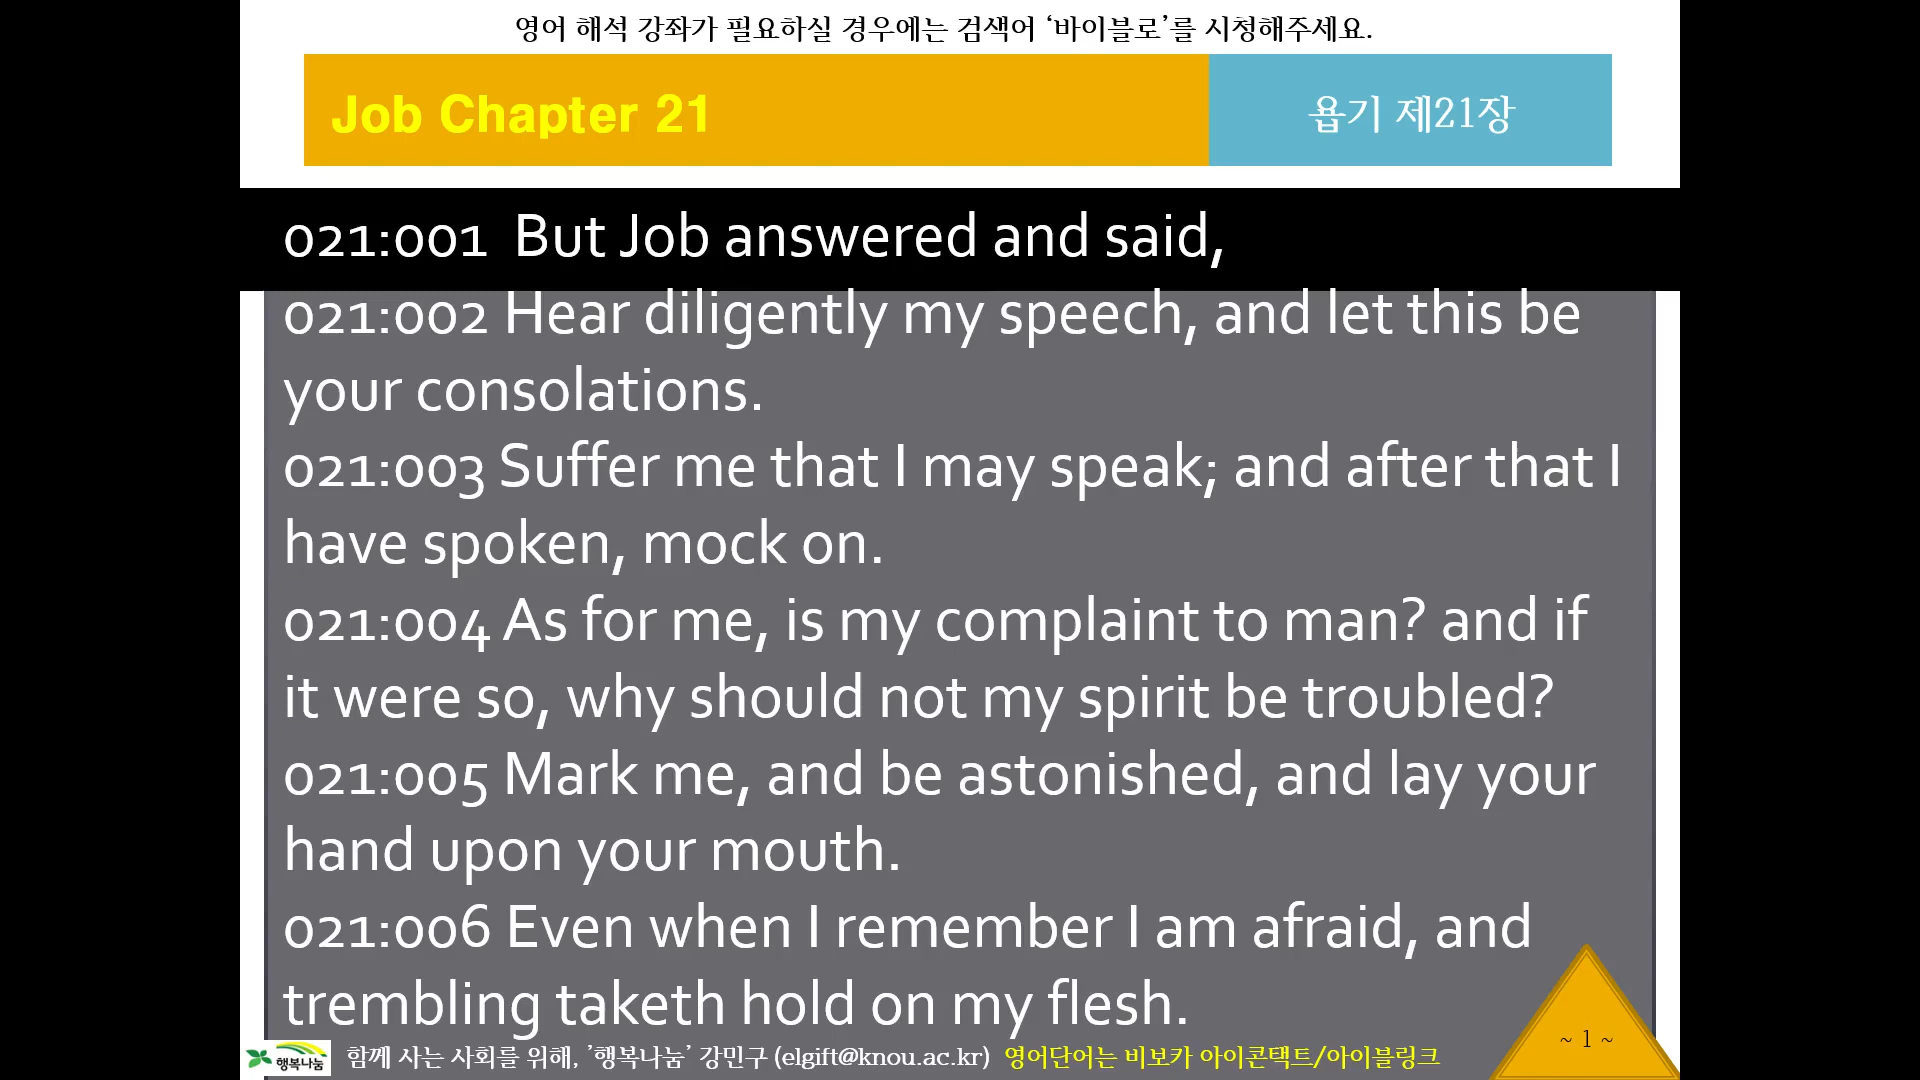 영어 해석 강좌가 필요하실 경우에는 검색어 ‘바이블로’를 시청해주세요.
Job Chapter 21
욥기 제21장
021:001 But Job answered and said,
021:002 Hear diligently my speech, and let this be
your consolations.
021:003 Suffer me that I may speak; and after that I
have spoken, mock on.
021:004 As for me, is my complaint to man? and if
it were so, why should not my spirit be troubled?
021:005 Mark me, and be astonished, and lay your
hand upon your mouth.
021:006 Even when I remember I am afraid, and
trembling taketh hold on my flesh.
~ 1 ~
행복나눔
함께 사는 사회를 위해, ’행복나눔’ 강민구 (elgift@knou.ac.kr) 영어단어는 비보카 아이콘택트/아이블링크